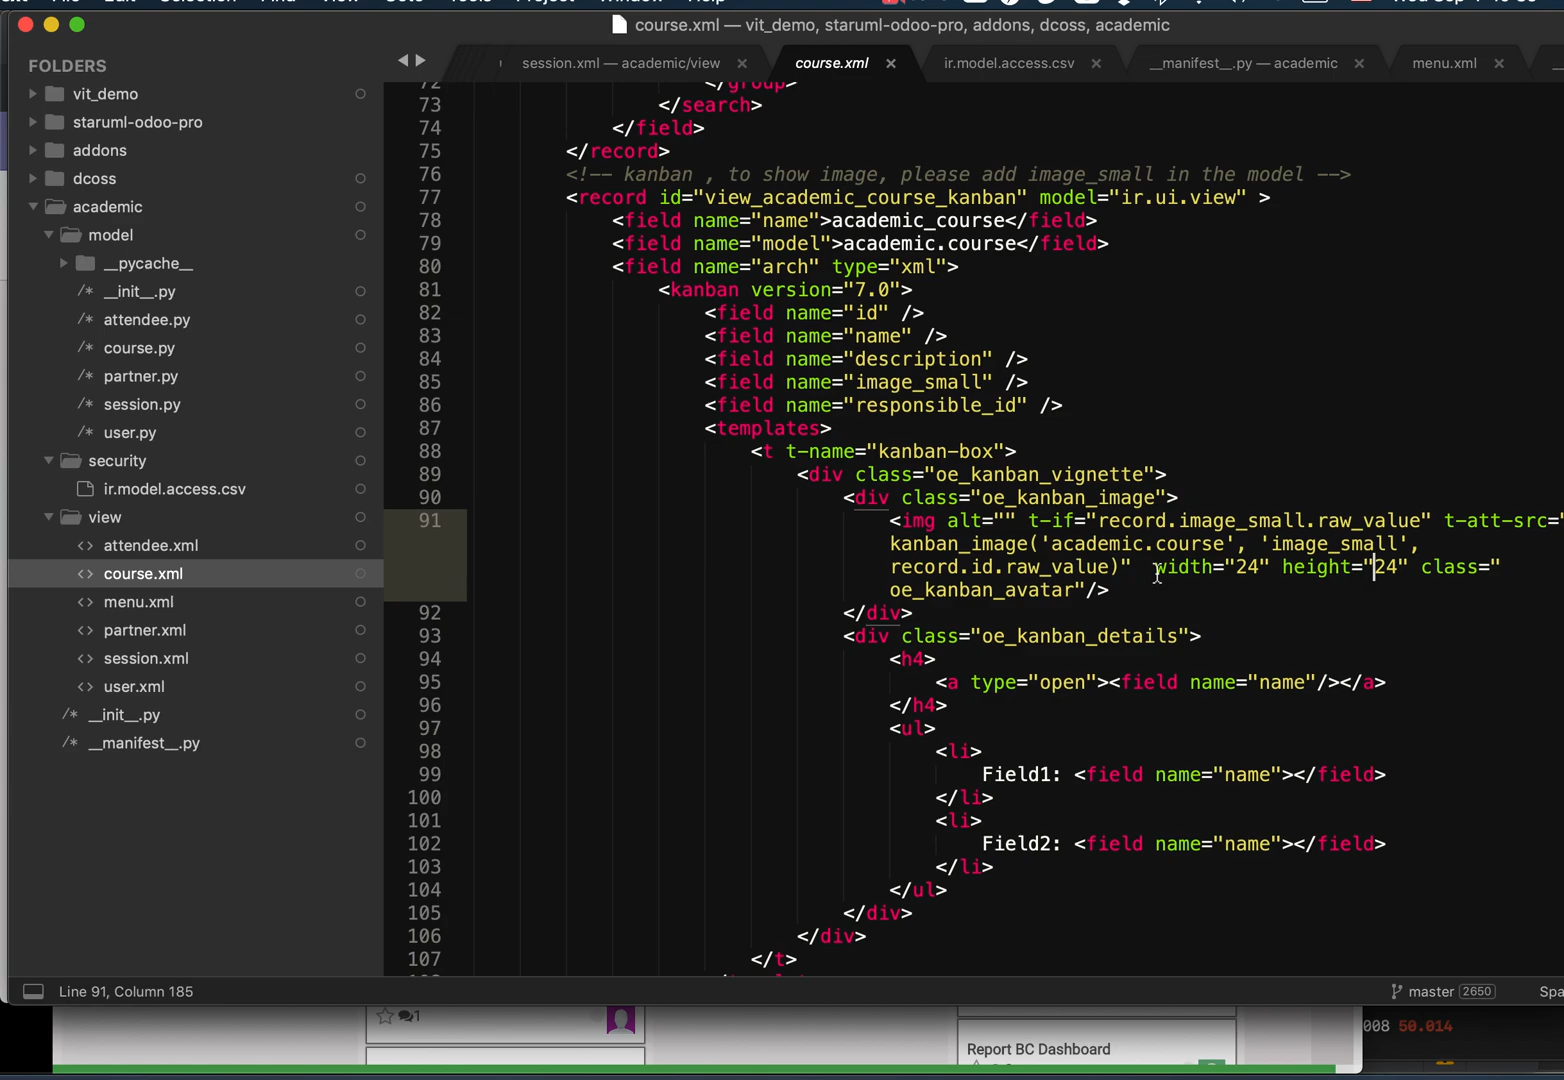 course.xml — vit_demo, staruml-odoo-pro, addons, dcoss, academic
FOLDERS
vit_demo
staruml-odoo-pro
addons
dcoss
academic
model
__pycache__
/* __init__.py
/* attendee.py
/* course.py
/* partner.py
/* session.py
/* user.py
security
ir.model.access.csv
view
<> attendee.xml
<> course.xml
<> menu.xml
<> partner.xml
<> session.xml
<> user.xml
/* __init__.py
/* __manifest__.py
session.xml — academic/view
course.xml
ir.model.access.csv
__manifest__.py — academic
menu.xml
72 </group>
73 </search>
74 </field>
75 </record>
76 <!-- kanban , to show image, please add image_small in the model -->
77 <record id="view_academic_course_kanban" model="ir.ui.view" >
78 <field name="name">academic_course</field>
79 <field name="model">academic.course</field>
80 <field name="arch" type="xml">
81 <kanban version="7.0">
82 <field name="id" />
83 <field name="name" />
84 <field name="description" />
85 <field name="image_small" />
86 <field name="responsible_id" />
87 <templates>
88 <t t-name="kanban-box">
89 <div class="oe_kanban_vignette">
90 <div class="oe_kanban_image">
91 <img alt="" t-if="record.image_small.raw_value" t-att-src="
kanban_image('academic.course', 'image_small',
record.id.raw_value)"  width="24" height="24" class="
oe_kanban_avatar"/>
92 </div>
93 <div class="oe_kanban_details">
94 <h4>
95 <a type="open"><field name="name"/></a>
96 </h4>
97 <ul>
98 <li>
99 Field1: <field name="name"></field>
100 </li>
101 <li>
102 Field2: <field name="name"></field>
103 </li>
104 </ul>
105 </div>
106 </div>
107 </t>
Line 91, Column 185
master 2650
1
Report BC Dashboard
008 50.014